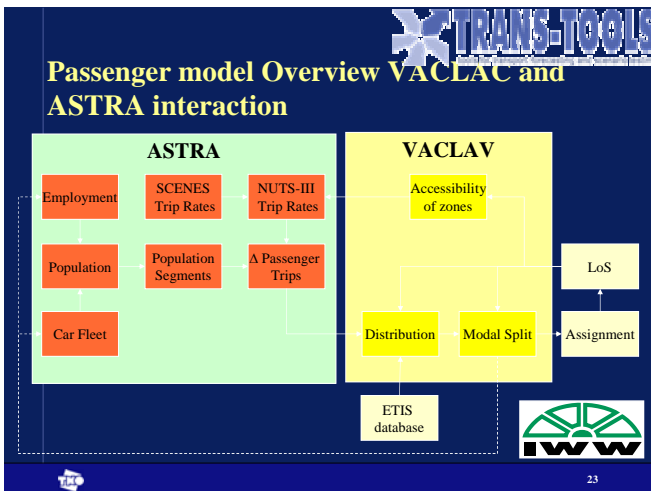 TRANS-TOOLS
Passenger model Overview VACLAC and
ASTRA interaction
ASTRA
VACLAV
Employment
SCENES
Trip Rates
NUTS-III
Trip Rates
Accessibility
of zones
Population
Population
Segments
Δ Passenger
Trips
LoS
Car Fleet
Distribution
Modal Split
Assignment
ETIS
database
IWW
23